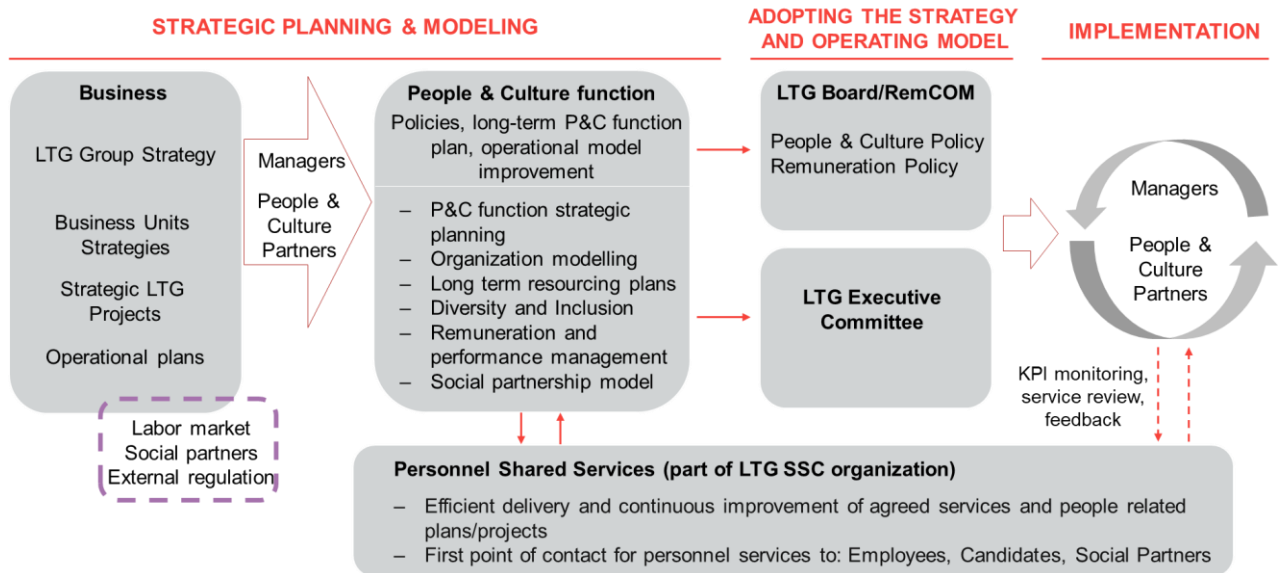 STRATEGIC PLANNING & MODELING
ADOPTING THE STRATEGY
AND OPERATING MODEL
IMPLEMENTATION
Business
LTG Group Strategy
Business Units
Strategies
Strategic LTG
Projects
Operational plans
Labor market
Social partners
External regulation
Managers
People &
Culture
Partners
People & Culture function
Policies, long-term P&C function
plan, operational model
improvement
– P&C function strategic
planning
– Organization modelling
– Long term resourcing plans
– Diversity and Inclusion
– Remuneration and
performance management
– Social partnership model
LTG Board/RemCOM
People & Culture Policy
Remuneration Policy
LTG Executive
Committee
Managers
People &
Culture
Partners
KPI monitoring,
service review,
feedback
Personnel Shared Services (part of LTG SSC organization)
– Efficient delivery and continuous improvement of agreed services and people related
plans/projects
– First point of contact for personnel services to: Employees, Candidates, Social Partners